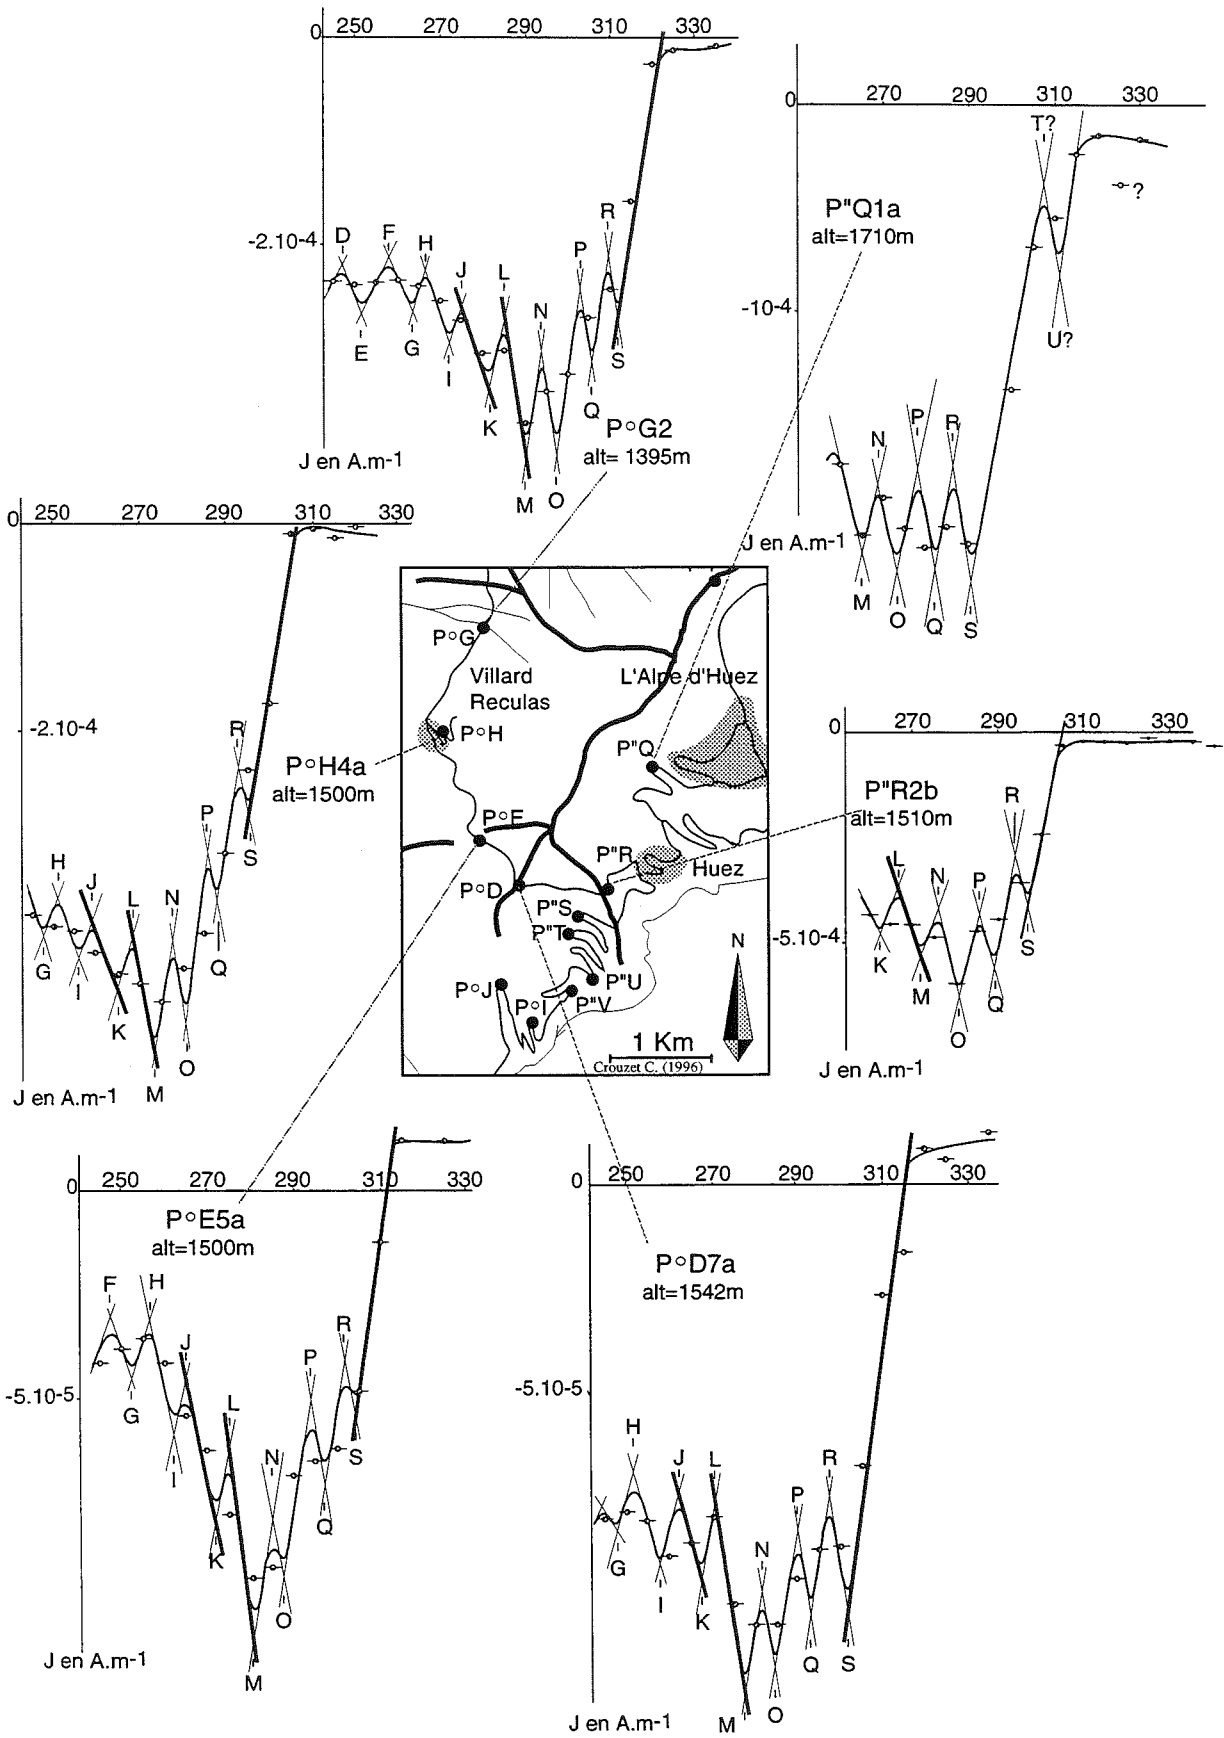 0 250 270 290 310 330
-2.10-4
D F H J L N P R
E G I K M O Q S
J en A.m-1
P°G2
alt= 1395m
0 270 290 310 330
T?
?
P"Q1a
alt=1710m
-10-4
U?
N P R
M O Q S
J en A.m-1
0 250 270 290 310 330
-2.10-4
H J L N P R
G I K M O Q S
J en A.m-1
P°H4a
alt=1500m
P°G
Villard
Reculas
L'Alpe d'Huez
P°H
P"Q
P°E
P"R
Huez
P°D
P"S
P"T
N
P"U
P°J
P°I
P"V
1 Km
Crouzet C. (1996)
0 270 290 310 330
P"R2b
alt=1510m
L N P R
-5.10-4
K M O Q S
J en A.m-1
0 250 270 290 310 330
P°E5a
alt=1500m
F H J L N P R
-5.10-5
G I K M O Q S
J en A.m-1
0 250 270 290 310 330
P°D7a
alt=1542m
-5.10-5
H J L N P R
G I K M O Q S
J en A.m-1